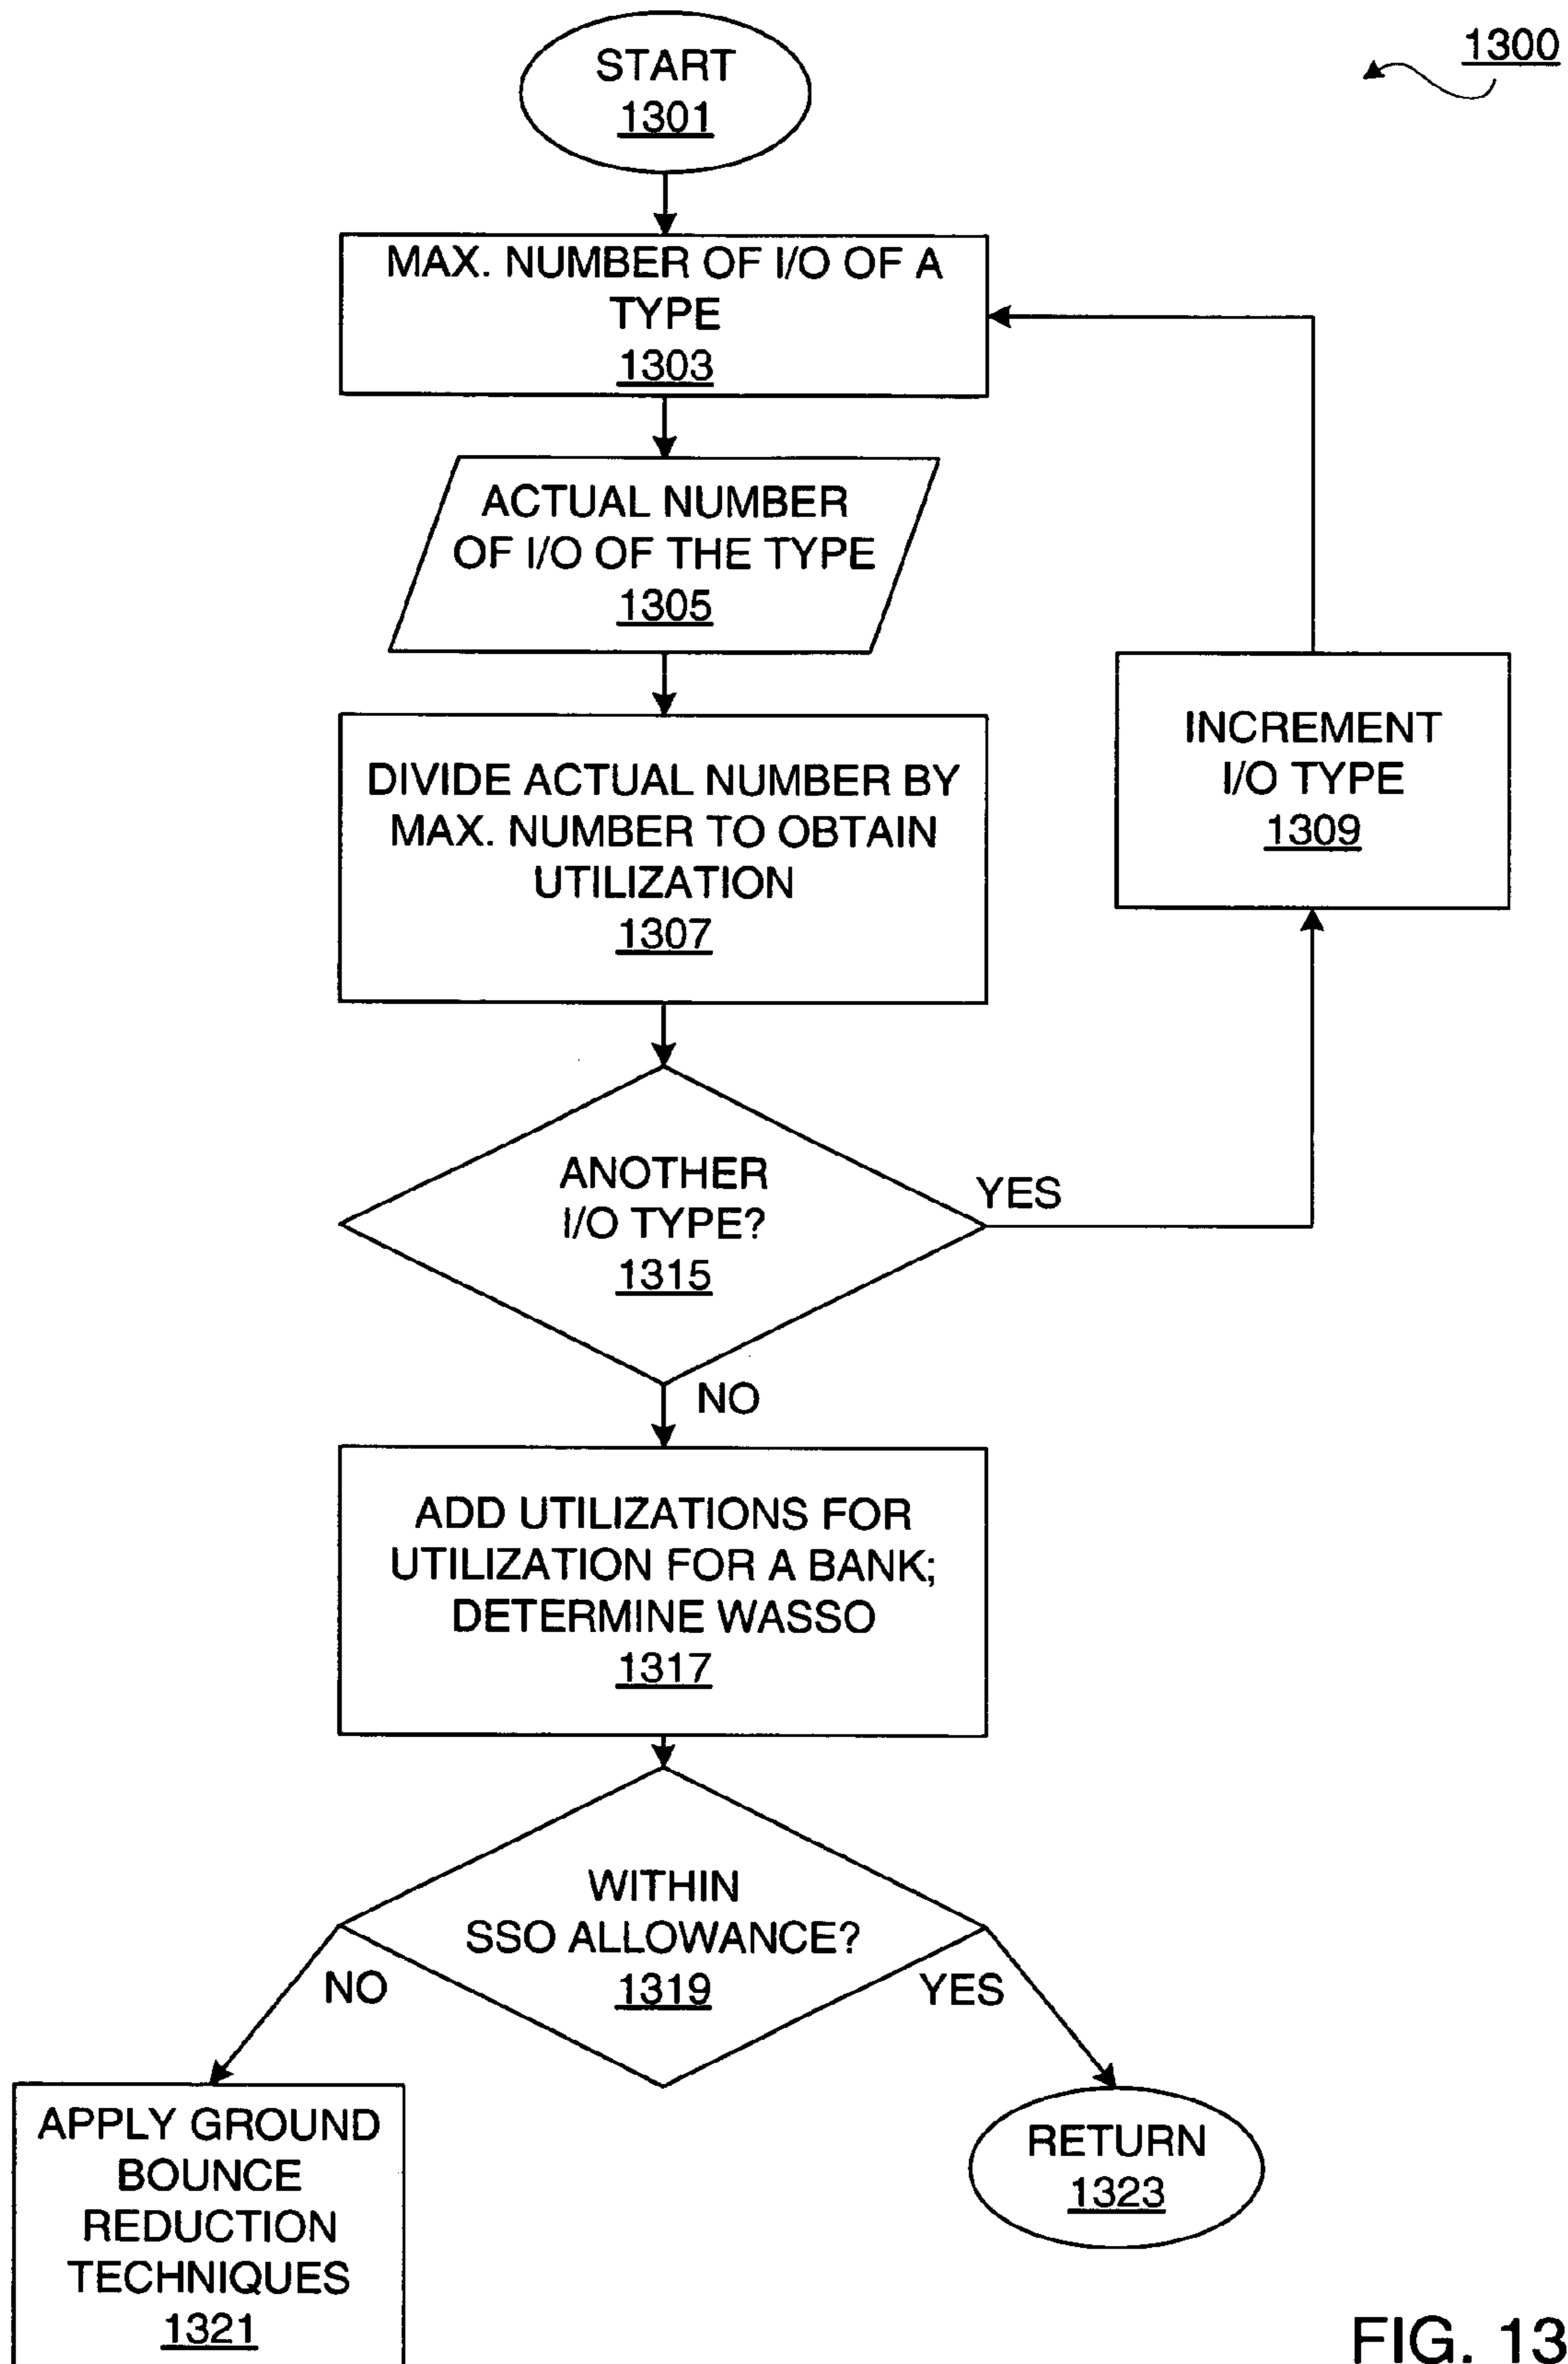 1300
START
1301
MAX. NUMBER OF I/O OF A
TYPE
1303
ACTUAL NUMBER
OF I/O OF THE TYPE
1305
DIVIDE ACTUAL NUMBER BY
MAX. NUMBER TO OBTAIN
UTILIZATION
1307
INCREMENT
I/O TYPE
1309
ANOTHER
I/O TYPE?
1315
YES
NO
ADD UTILIZATIONS FOR
UTILIZATION FOR A BANK;
DETERMINE WASSO
1317
WITHIN
SSO ALLOWANCE?
1319
NO
YES
APPLY GROUND
BOUNCE
REDUCTION
TECHNIQUES
1321
RETURN
1323
FIG. 13